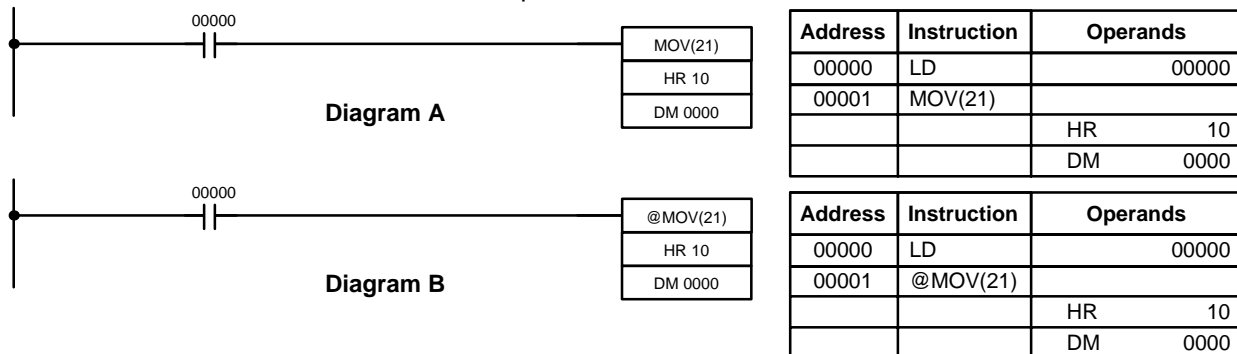 00000
MOV(21)
HR 10
DM 0000
Diagram A
Address Instruction Operands
00000 LD 00000
00001 MOV(21)
HR 10
DM 0000
00000
@MOV(21)
HR 10
DM 0000
Diagram B
Address Instruction Operands
00000 LD 00000
00001 @MOV(21)
HR 10
DM 0000